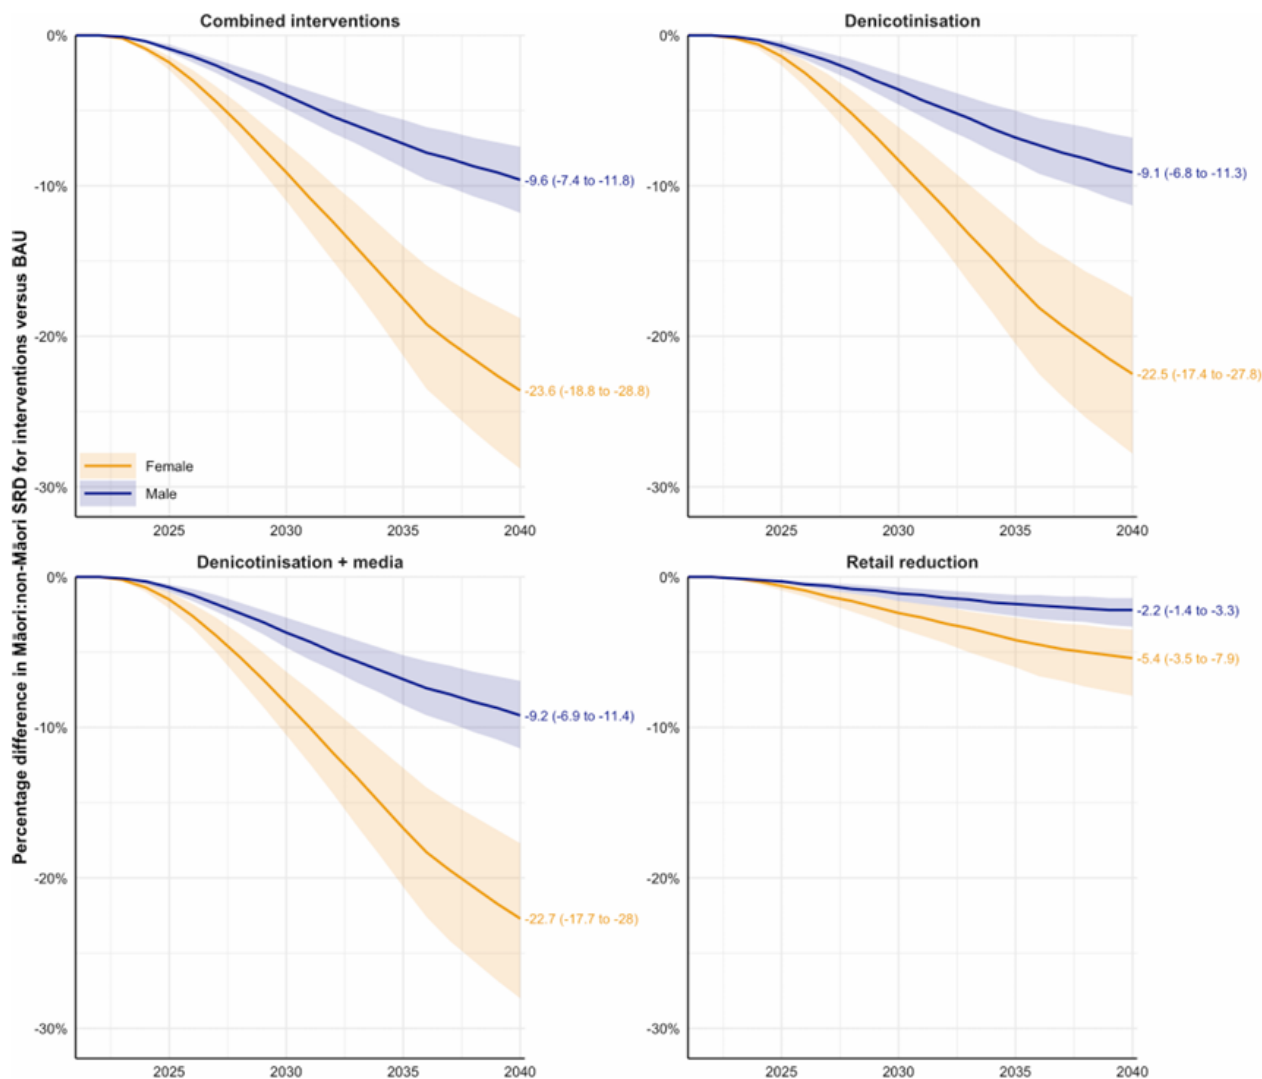 Percentage difference in Māori:non-Māori SRD for interventions versus BAU
Combined interventions
0%
-10%
-20%
-30%
-9.6 (-7.4 to -11.8)
-23.6 (-18.8 to -28.8)
Female
Male
2025 2030 2035 2040
Denicotinisation
0%
-10%
-20%
-30%
-9.1 (-6.8 to -11.3)
-22.5 (-17.4 to -27.8)
2025 2030 2035 2040
Denicotinisation + media
0%
-10%
-20%
-30%
-9.2 (-6.9 to -11.4)
-22.7 (-17.7 to -28)
2025 2030 2035 2040
Retail reduction
0%
-10%
-20%
-30%
-2.2 (-1.4 to -3.3)
-5.4 (-3.5 to -7.9)
2025 2030 2035 2040